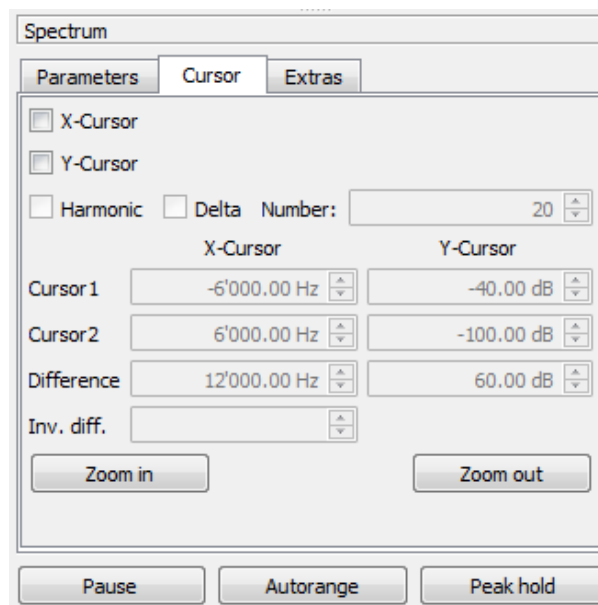 Spectrum
Parameters Cursor Extras
X-Cursor
Y-Cursor
Harmonic Delta Number: 20
X-Cursor Y-Cursor
Cursor1 -6'000.00 Hz -40.00 dB
Cursor2 6'000.00 Hz -100.00 dB
Difference 12'000.00 Hz 60.00 dB
Inv. diff.
Zoom in Zoom out
Pause Autorange Peak hold